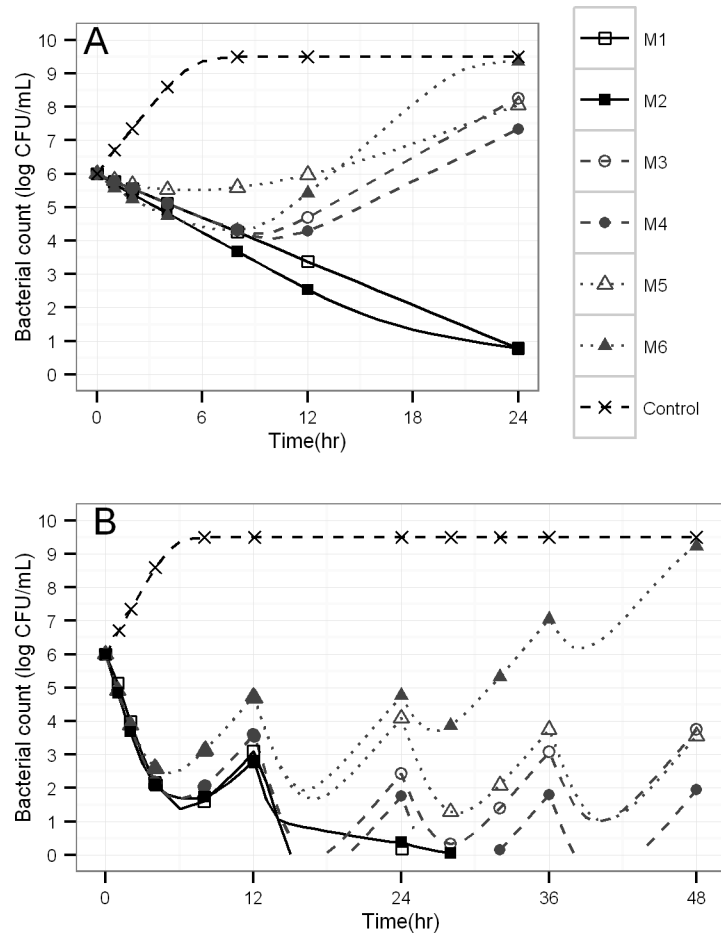 A
Bacterial count (log CFU/mL)
10
9
8
7
6
5
4
3
2
1
0
0 6 12 18 24
Time(hr)
M1
M2
M3
M4
M5
M6
Control
B
Bacterial count (log CFU/mL)
10
9
8
7
6
5
4
3
2
1
0
0 12 24 36 48
Time(hr)